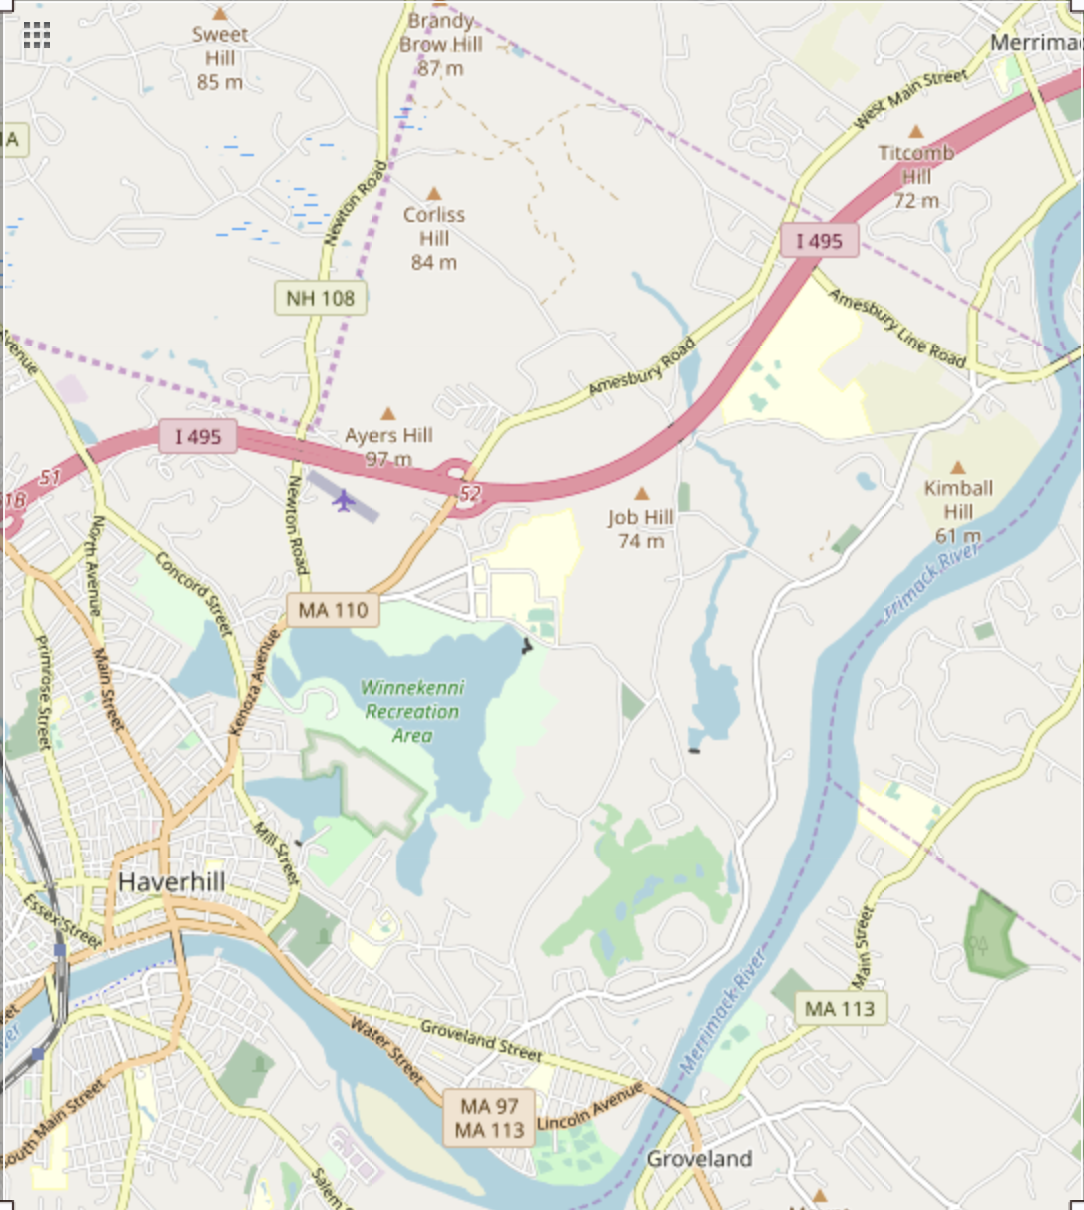 Sweet
Hill
85 m
Brandy
Brow Hill
87 m
West Main Street
Titcomb
Hill
72 m
Newton Road
Corliss
Hill
84 m
I 495
NH 108
Amesbury Line Road
Avenue
Amesbury Road
I 495
Ayers Hill
97 m
51
52
Newton Road
Job Hill
74 m
Kimball
Hill
61 m
North Avenue
Concord Street
MA 110
Primrose Street
Main Street
Kenoza Avenue
Winnekenni
Recreation
Area
Mill Street
Haverhill
Essex Street
Main Street
Merrimack River
MA 113
Groveland Street
Water Street
MA 97
MA 113
Lincoln Avenue
South Main Street
Groveland